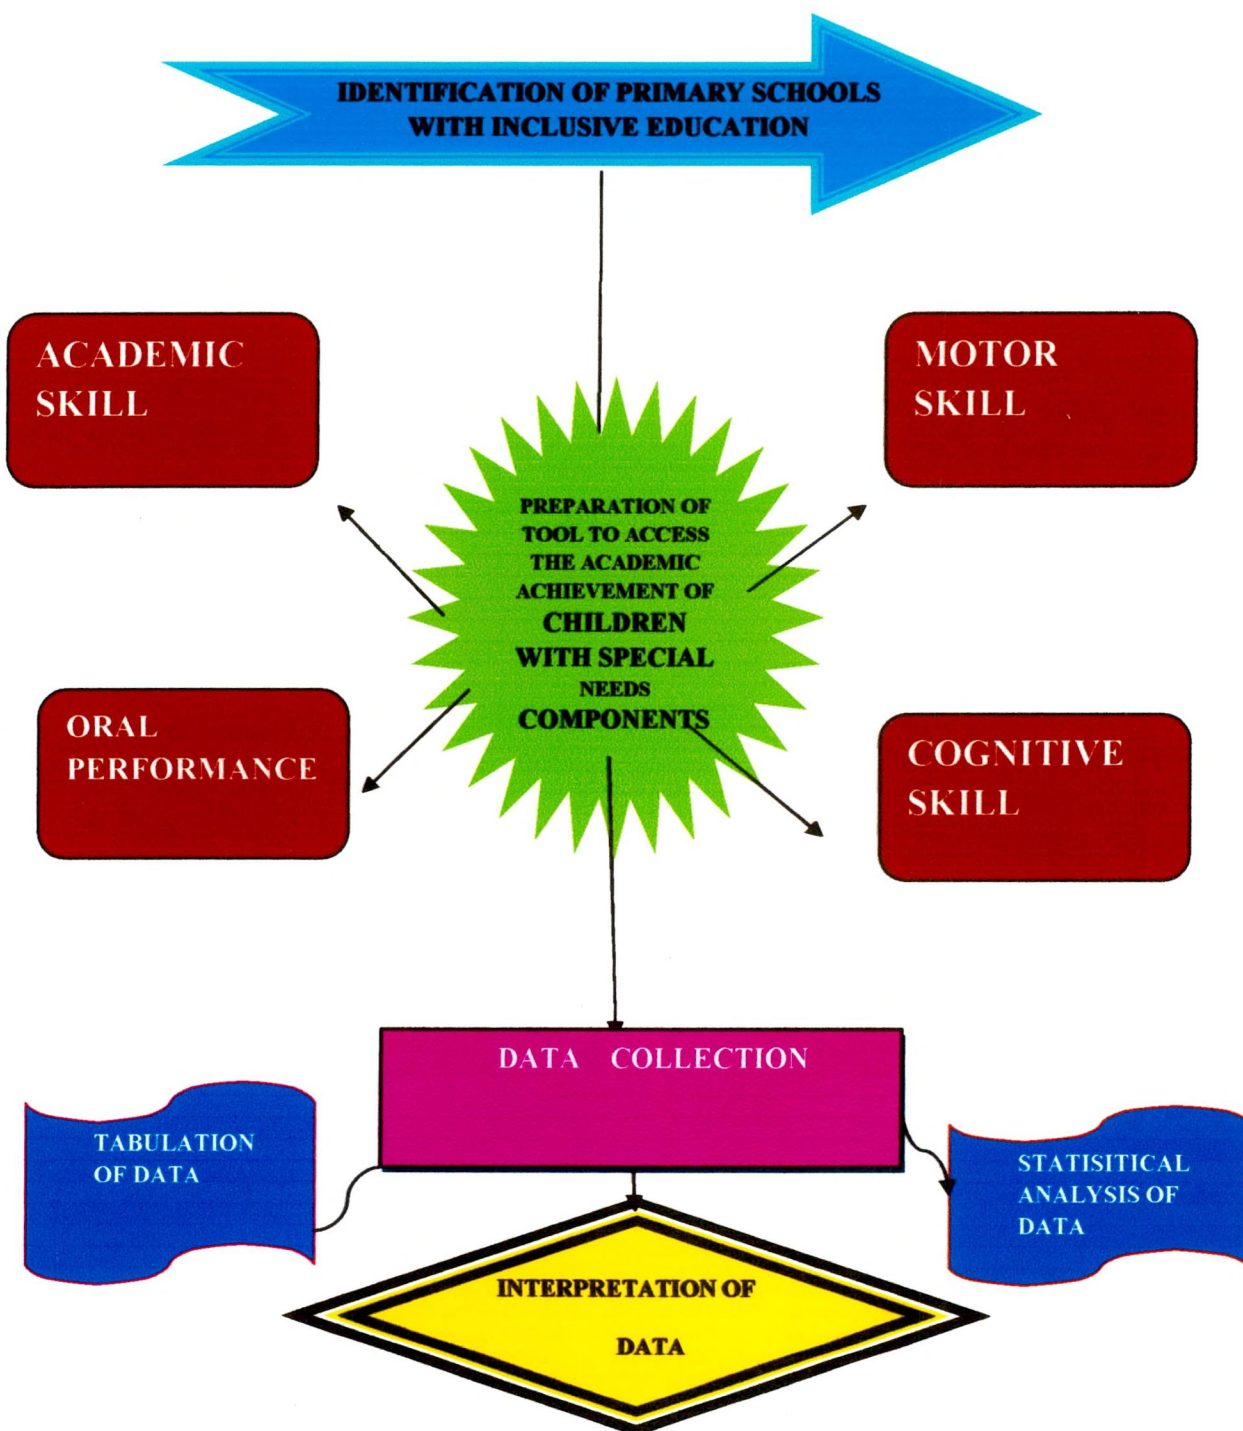 IDENTIFICATION OF PRIMARY SCHOOLS
WITH INCLUSIVE EDUCATION
ACADEMIC
SKILL
MOTOR
SKILL
PREPARATION OF
TOOL TO ACCESS
THE ACADEMIC
ACHIEVEMENT OF
CHILDREN
WITH SPECIAL
NEEDS
COMPONENTS
ORAL
PERFORMANCE
COGNITIVE
SKILL
DATA COLLECTION
TABULATION
OF DATA
STATISITICAL
ANALYSIS OF
DATA
INTERPRETATION OF
DATA